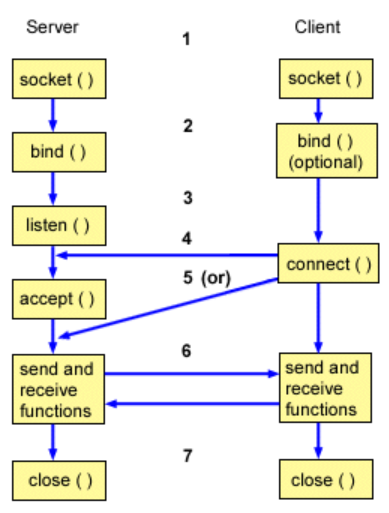 Server
Client
1
socket ( )
socket ( )
2
bind ( )
bind ( )
(optional)
3
listen ( )
4
connect ( )
5 (or)
accept ( )
6
send and
receive
functions
send and
receive
functions
7
close ( )
close ( )